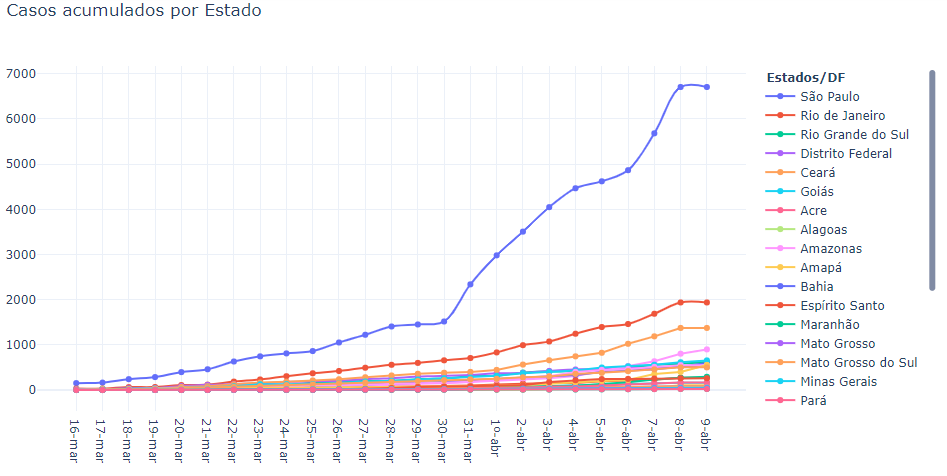 Casos acumulados por Estado
7000
6000
5000
4000
3000
2000
1000
0
16-mar
17-mar
18-mar
19-mar
20-mar
21-mar
22-mar
23-mar
24-mar
25-mar
26-mar
27-mar
28-mar
29-mar
30-mar
31-mar
1º-abr
2-abr
3-abr
4-abr
5-abr
6-abr
7-abr
8-abr
9-abr
Estados/DF
São Paulo
Rio de Janeiro
Rio Grande do Sul
Distrito Federal
Ceará
Goiás
Acre
Alagoas
Amazonas
Amapá
Bahia
Espírito Santo
Maranhão
Mato Grosso
Mato Grosso do Sul
Minas Gerais
Pará